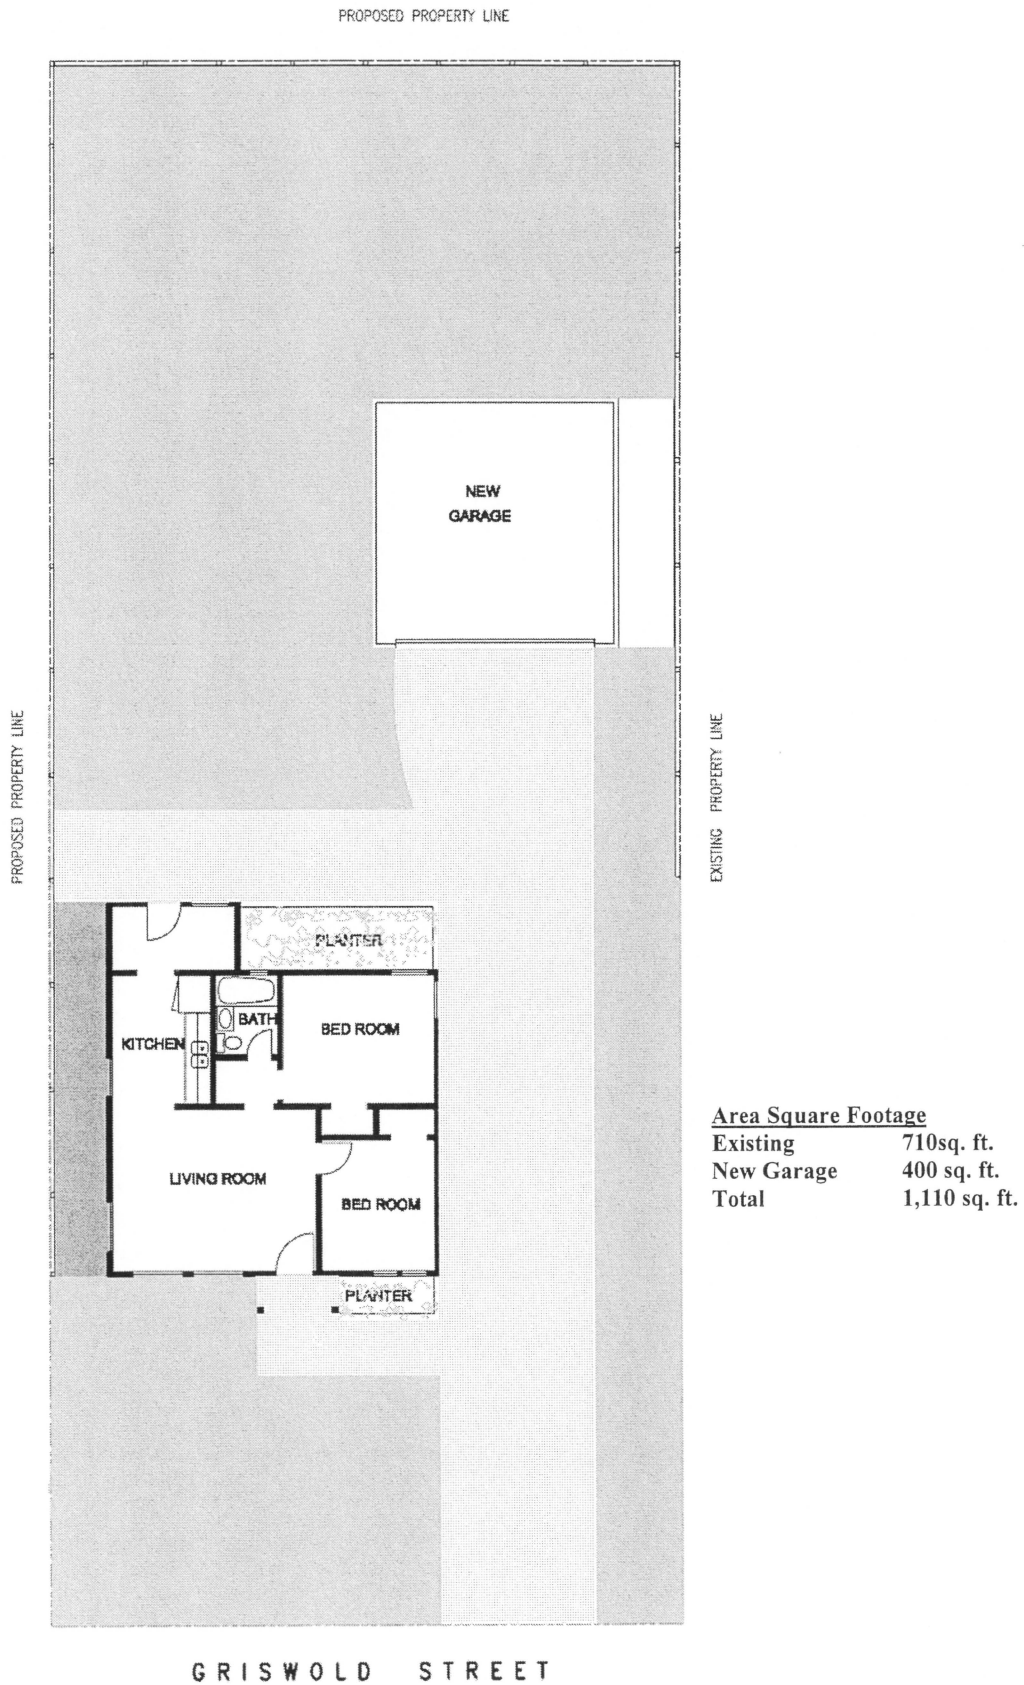 PROPOSED PROPERTY LINE
NEW
GARAGE
PROPOSED PROPERTY LINE
EXISTING PROPERTY LINE
PLANTER
BATH
BED ROOM
KITCHEN
Area Square Footage
Existing 710sq. ft.
New Garage 400 sq. ft.
Total 1,110 sq. ft.
LIVING ROOM
BED ROOM
PLANTER
GRISWOLD STREET